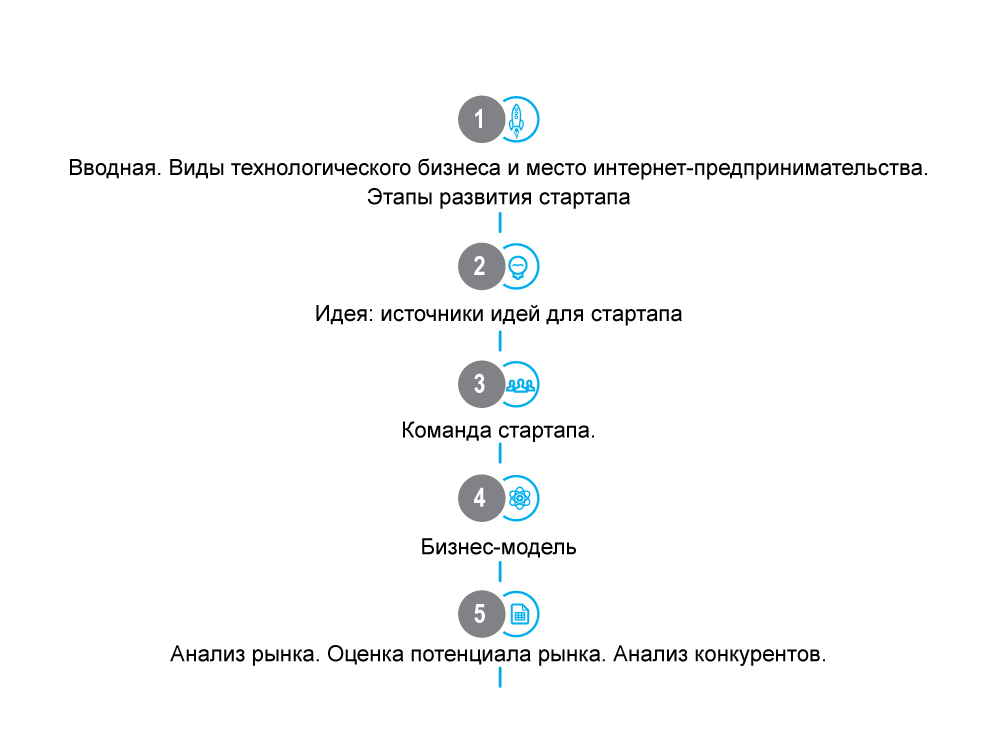 1
Вводная. Виды технологического бизнеса и место интернет-предпринимательства.
Этапы развития стартапа
2
Идея: источники идей для стартапа
3
Команда стартапа.
4
Бизнес-модель
5
Анализ рынка. Оценка потенциала рынка. Анализ конкурентов.